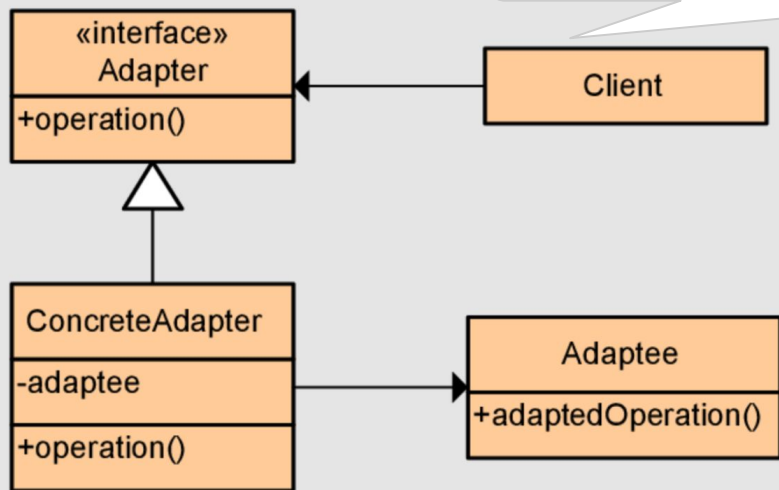 «interface»
Adapter
+operation()
Client
ConcreteAdapter
-adaptee
+operation()
Adaptee
+adaptedOperation()